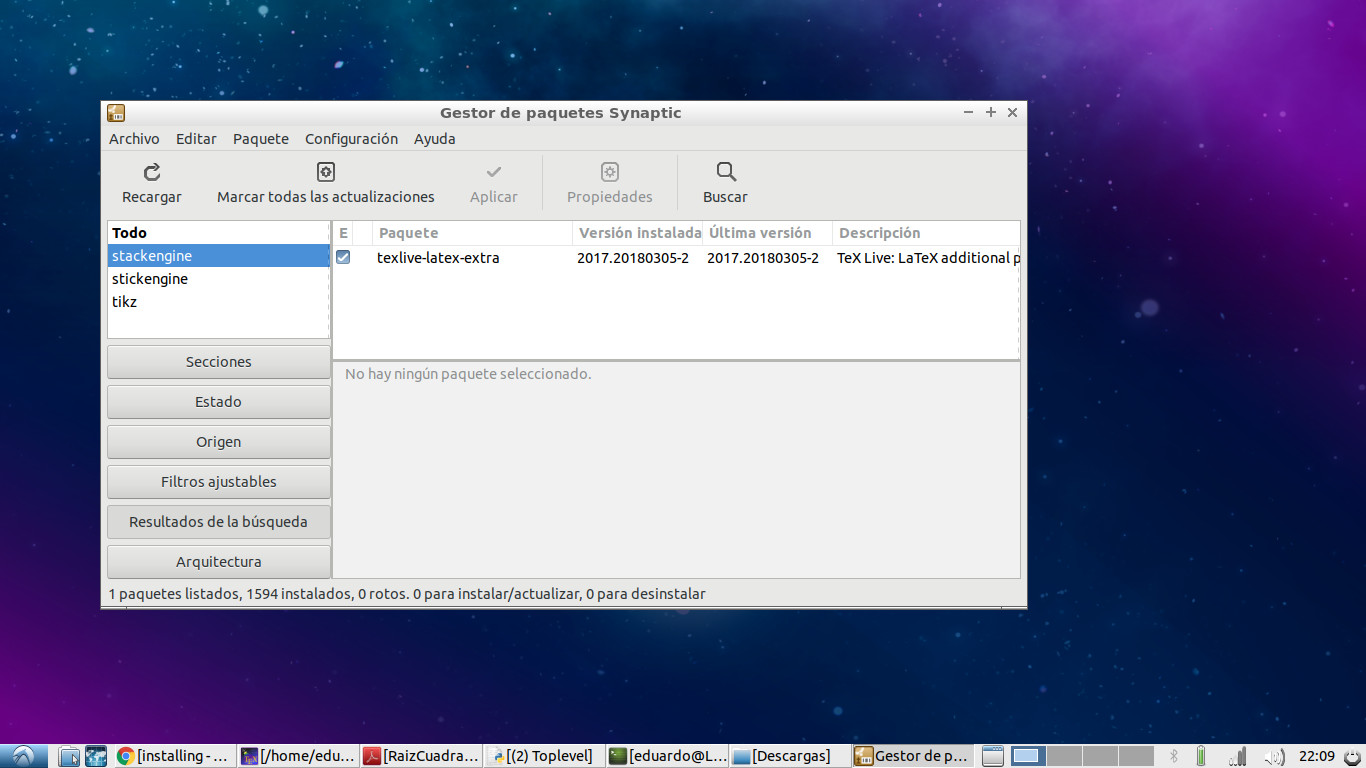 Gestor de paquetes Synaptic
Archivo Editar Paquete Configuración Ayuda
Recargar Marcar todas las actualizaciones Aplicar Propiedades Buscar
Todo
stackengine
stickengine
tikz
E Paquete Versión instalada Última versión Descripción
texlive-latex-extra 2017.20180305-2 2017.20180305-2 TeX Live: LaTeX additional p
No hay ningún paquete seleccionado.
Secciones
Estado
Origen
Filtros ajustables
Resultados de la búsqueda
Arquitectura
1 paquetes listados, 1594 instalados, 0 rotos. 0 para instalar/actualizar, 0 para desinstalar
[installing - ... [/home/edu... [RaizCuadra... [(2) Toplevel] [eduardo@L... [Descargas] Gestor de p... 22:09